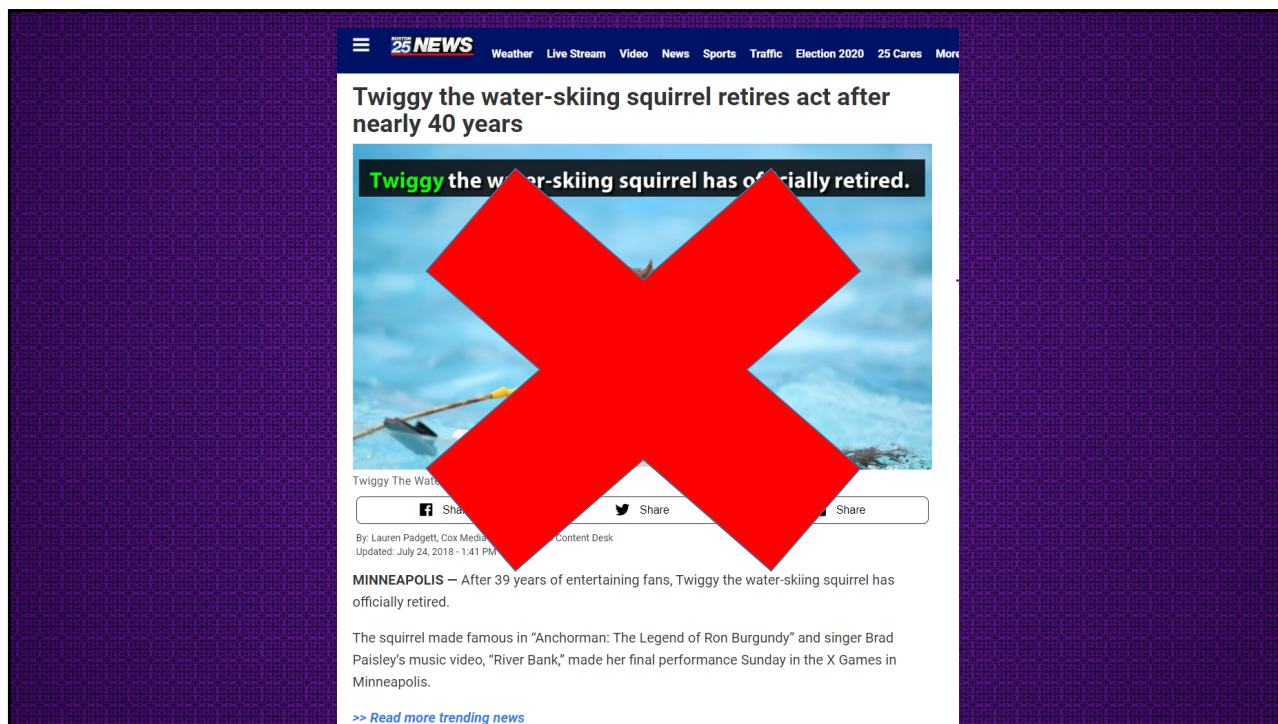 BOSTON
25 NEWS
Weather Live Stream Video News Sports Traffic Election 2020 25 Cares More
Twiggy the water-skiing squirrel retires act after
nearly 40 years
Twiggy the water-skiing squirrel has officially retired.
Twiggy The
Share Share
By: Lauren Padgett, Cox Media Content Desk
Updated: July 24, 2018 - 1:41 PM
MINNEAPOLIS — After 39 years of entertaining fans, Twiggy the water-skiing squirrel has
officially retired.
The squirrel made famous in “Anchorman: The Legend of Ron Burgundy” and singer Brad
Paisley’s music video, “River Bank,” made her final performance Sunday in the X Games in
Minneapolis.
>> Read more trending news